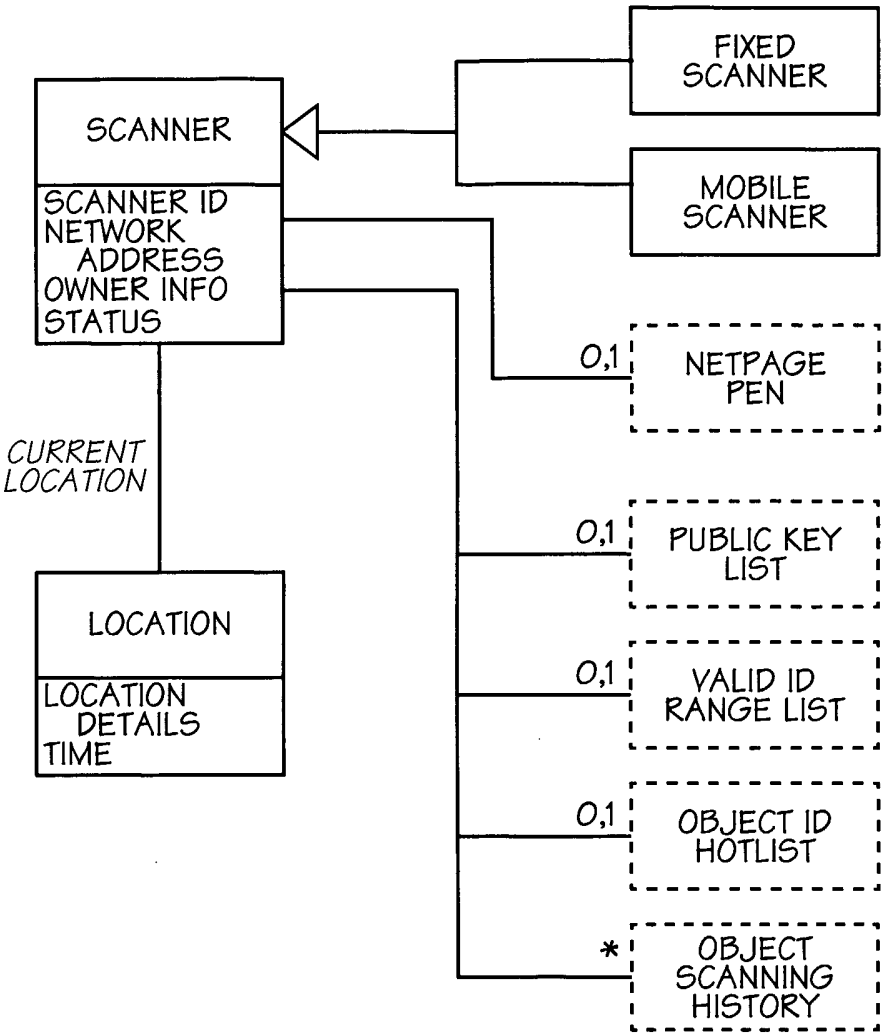 FIXED
SCANNER
SCANNER
MOBILE
SCANNER
SCANNER ID
NETWORK
ADDRESS
OWNER INFO
STATUS
0,1
NETPAGE
PEN
CURRENT
LOCATION
0,1
PUBLIC KEY
LIST
LOCATION
LOCATION
DETAILS
TIME
0,1
VALID ID
RANGE LIST
0,1
OBJECT ID
HOTLIST
*
OBJECT
SCANNING
HISTORY